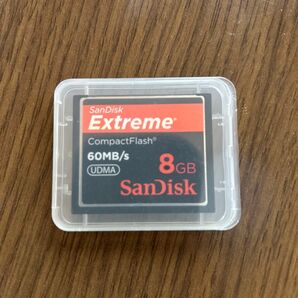 SanDisk
Extreme®
CompactFlash®
60MB/s
UDMA
8GB
SanDisk